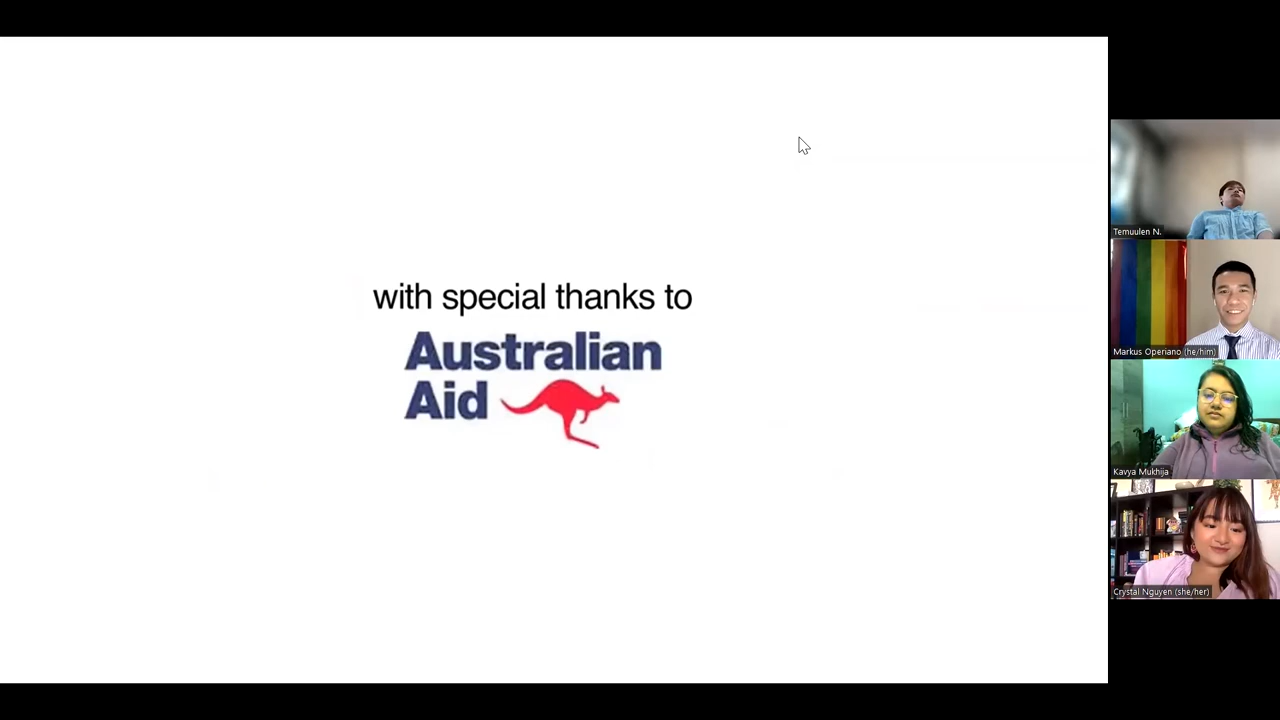 with special thanks to
Australian
Aid
Temuulen N.
Markus Operiano (he/him)
Kavya Mukhija
Crystal Nguyen (she/her)